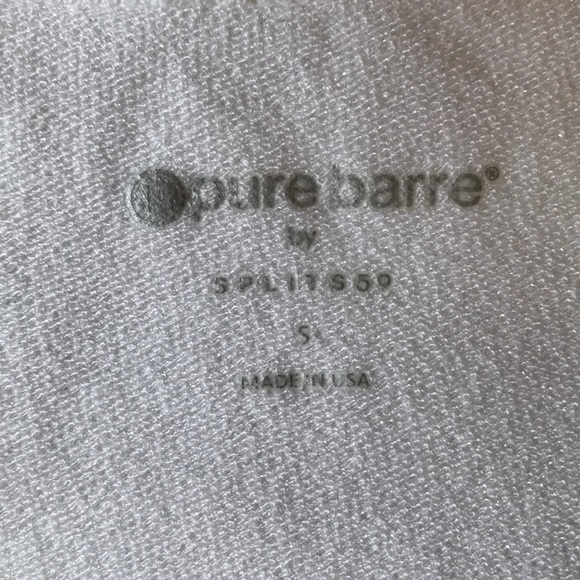 pure barre®
by
SPLITS59
S
MADE IN USA